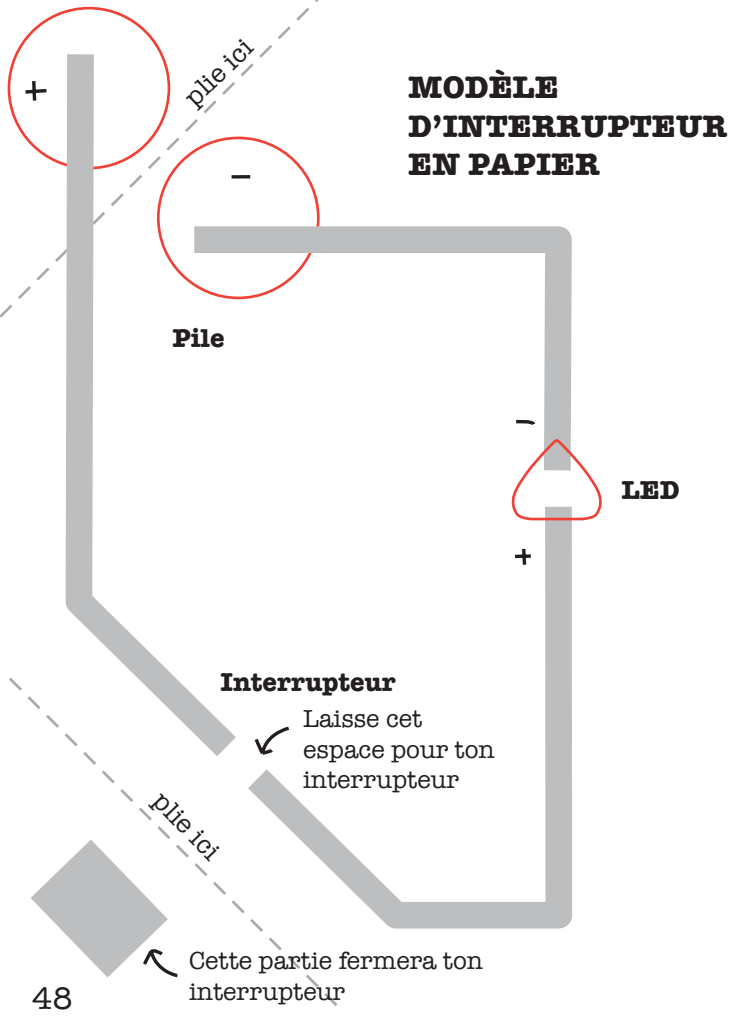 +
plie ici
MODÈLE
D'INTERRUPTEUR
EN PAPIER
–
Pile
–
LED
+
Interrupteur
Laisse cet
espace pour ton
interrupteur
plie ici
Cette partie fermera ton
interrupteur
48